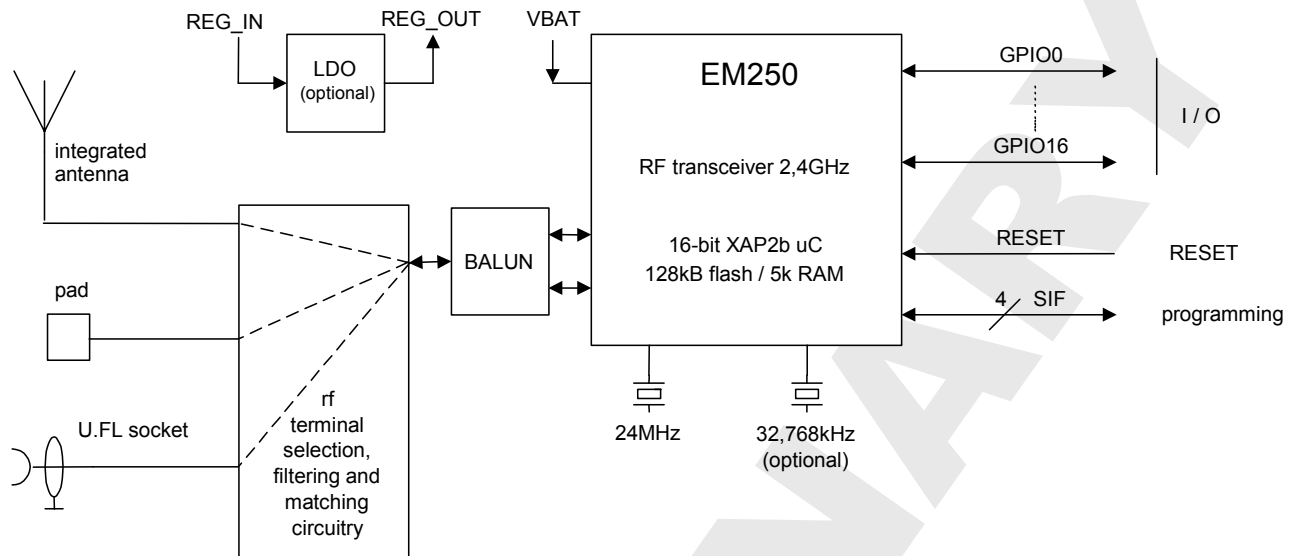 REG_IN
REG_OUT
VBAT
LDO
(optional)
EM250
RF transceiver 2,4GHz
16-bit XAP2b uC
128kB flash / 5k RAM
GPIO0
I / O
GPIO16
RESET
RESET
4
SIF
programming
integrated
antenna
BALUN
pad
U.FL socket
rf
terminal
selection,
filtering and
matching
circuitry
24MHz
32,768kHz
(optional)
NARY